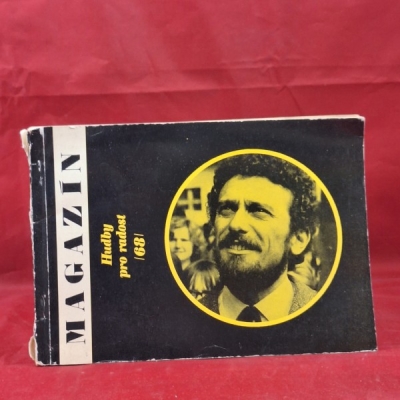 MAGAZÍN
Hudby
pro radost
/68/